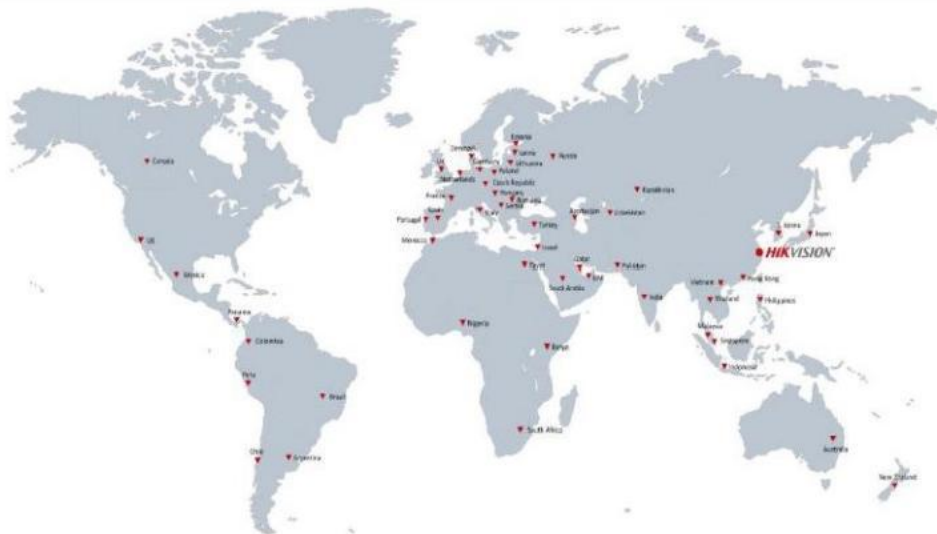 Estonia
Denmark
Latvia
Russia
Canada
UK
Germany
Lithuania
Netherlands
Poland
Czech Republic
Kazakhstan
France
Hungary
Romania
Serbia
Spain
Italy
Portugal
Azerbaijan
Uzbekistan
Turkey
Korea
Japan
US
Morocco
Israel
HIKVISION
Egypt
Qatar
Pakistan
Mexico
Saudi Arabia
UAE
Vietnam
Hong Kong
India
Thailand
Philippines
Panama
Nigeria
Malaysia
Colombia
Kenya
Singapore
Indonesia
Peru
Brazil
South Africa
Chile
Argentina
Australia
New Zealand